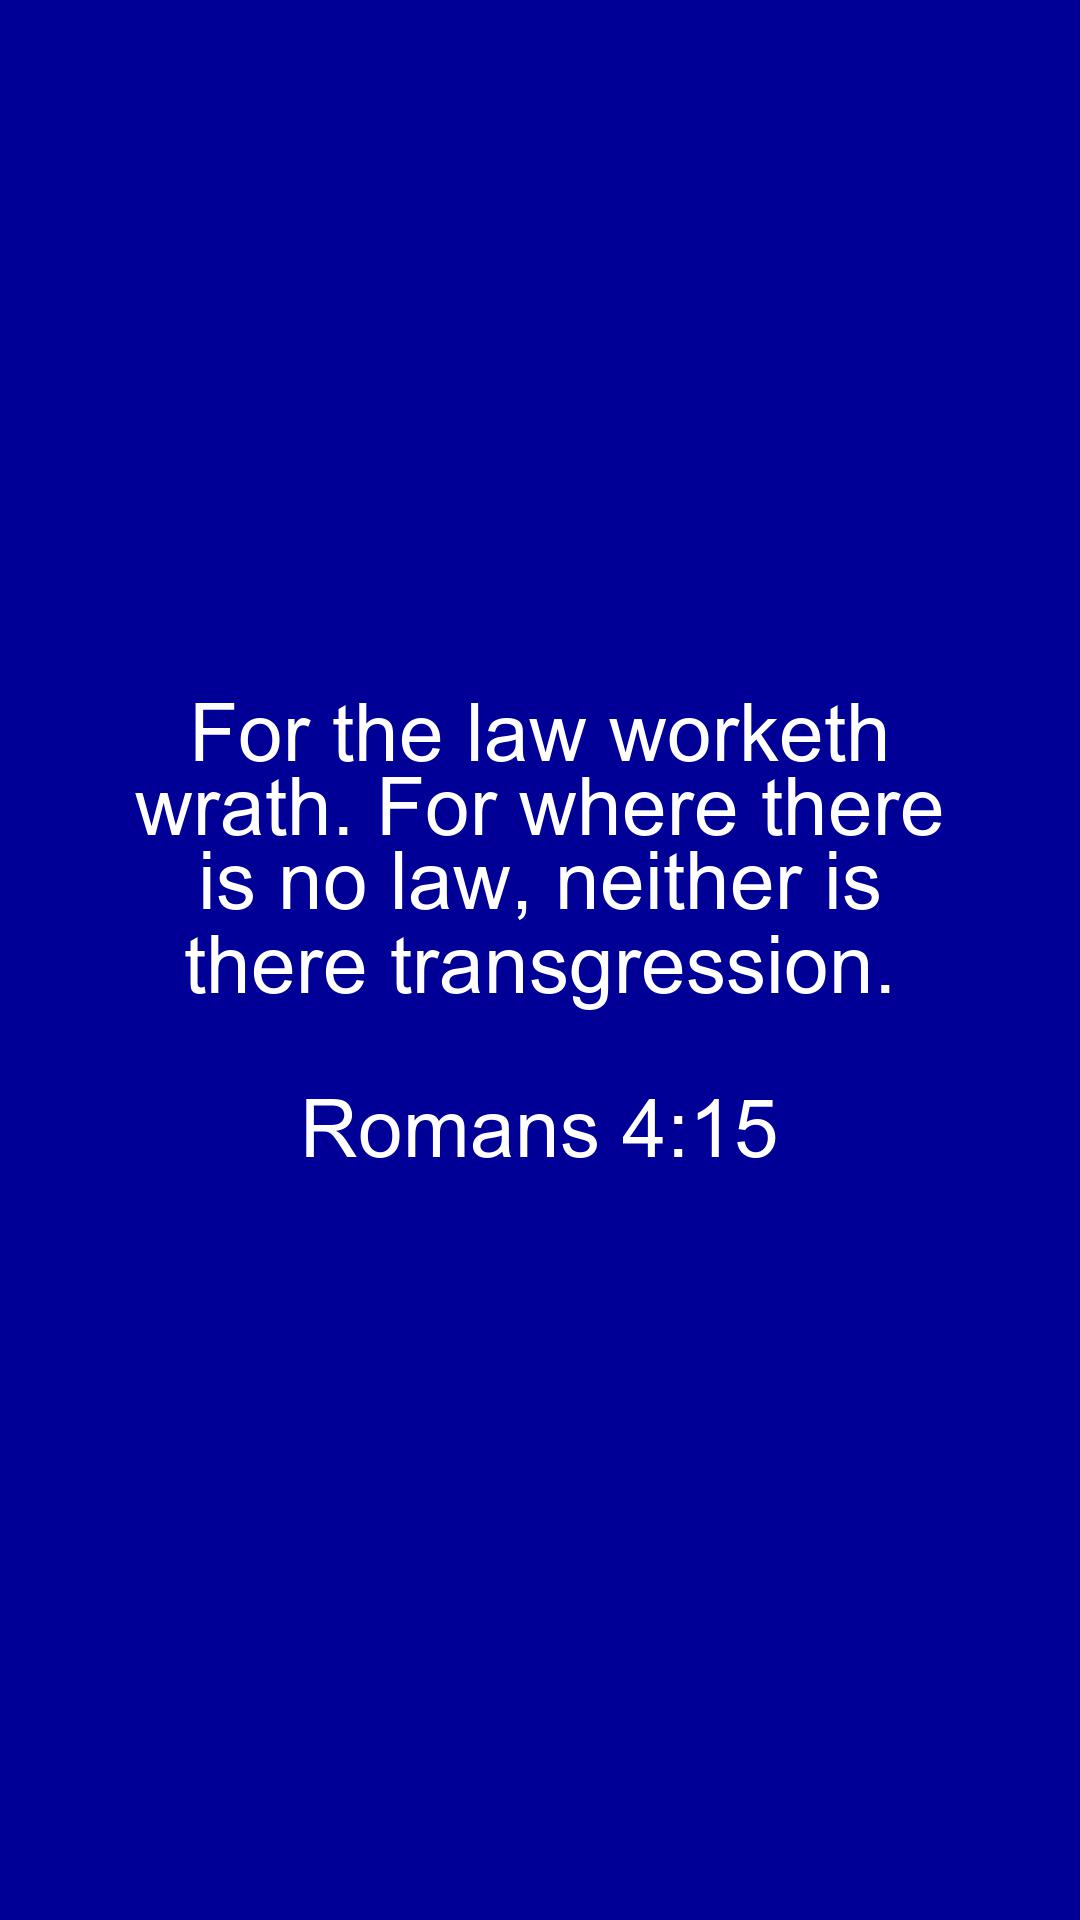 For the law worketh
wrath. For where there
is no law, neither is
there transgression.
Romans 4:15